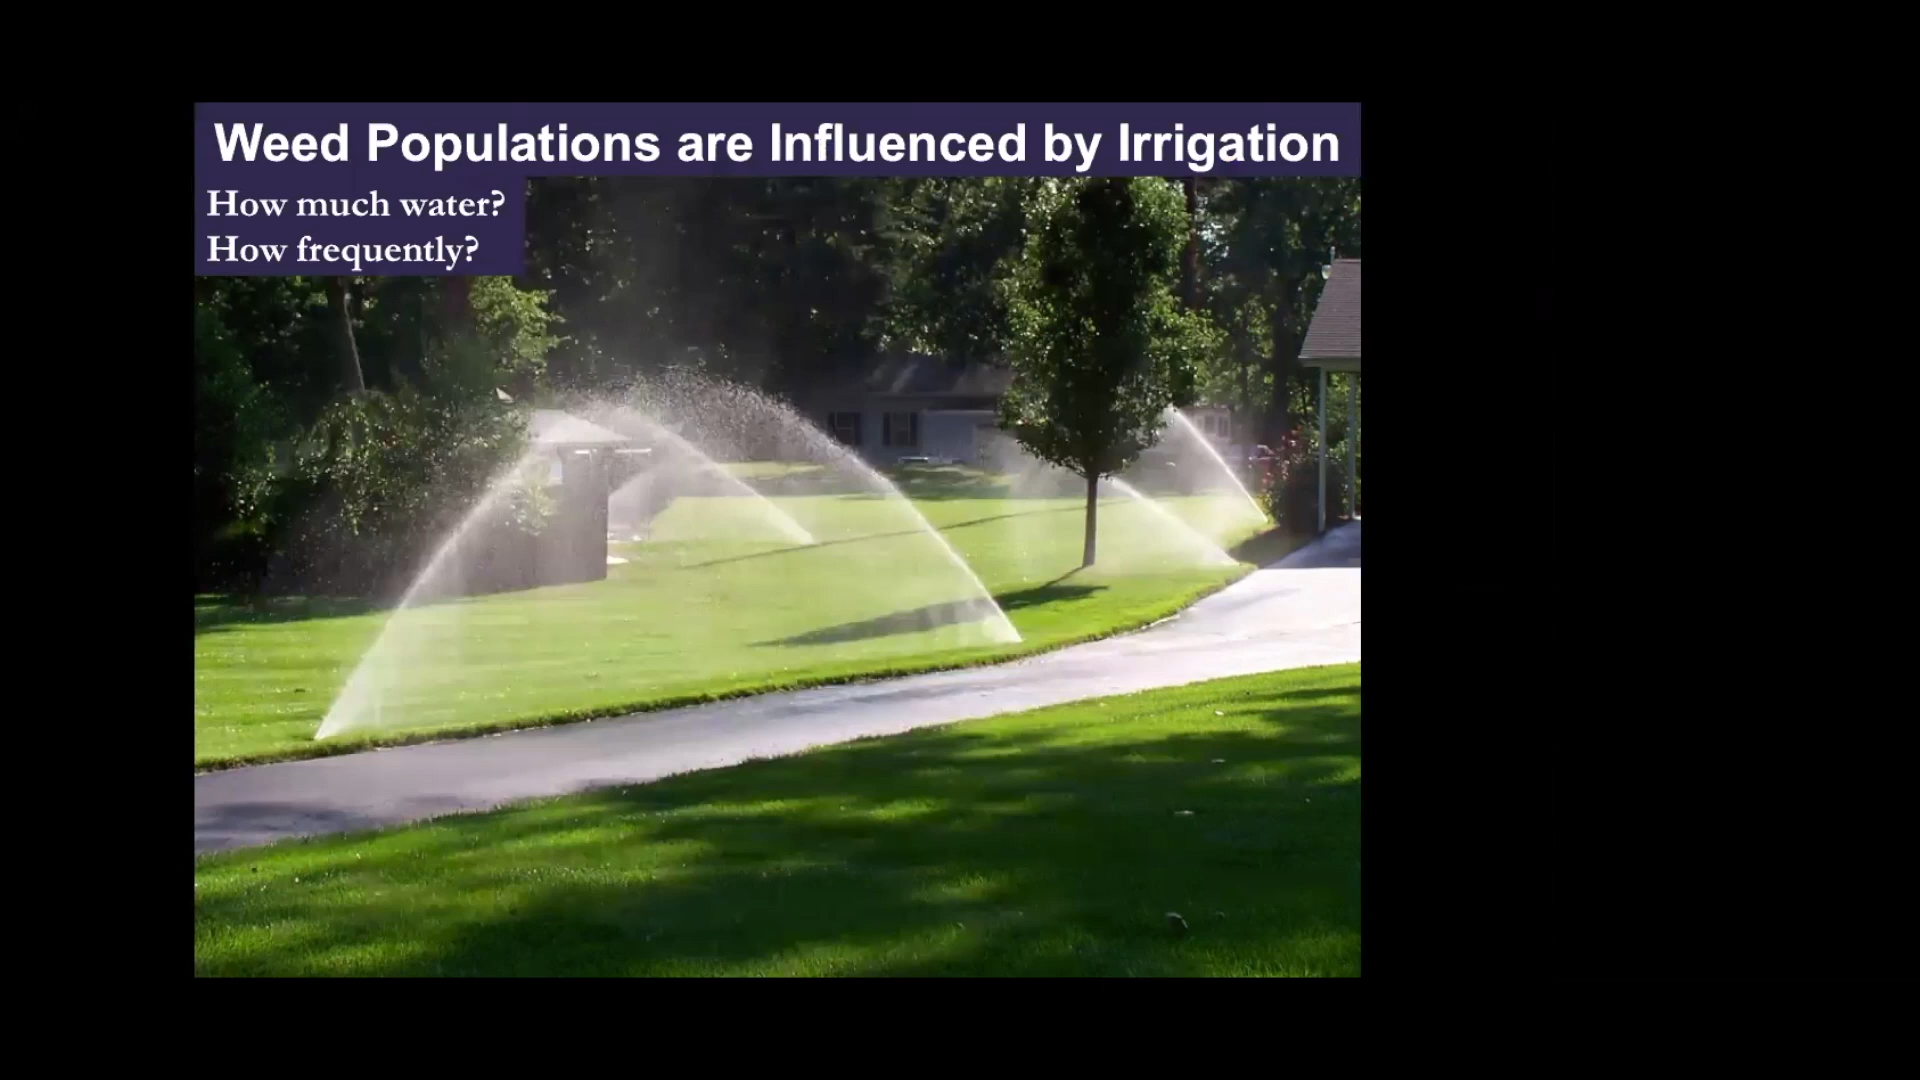 Weed Populations are Influenced by Irrigation
How much water?
How frequently?